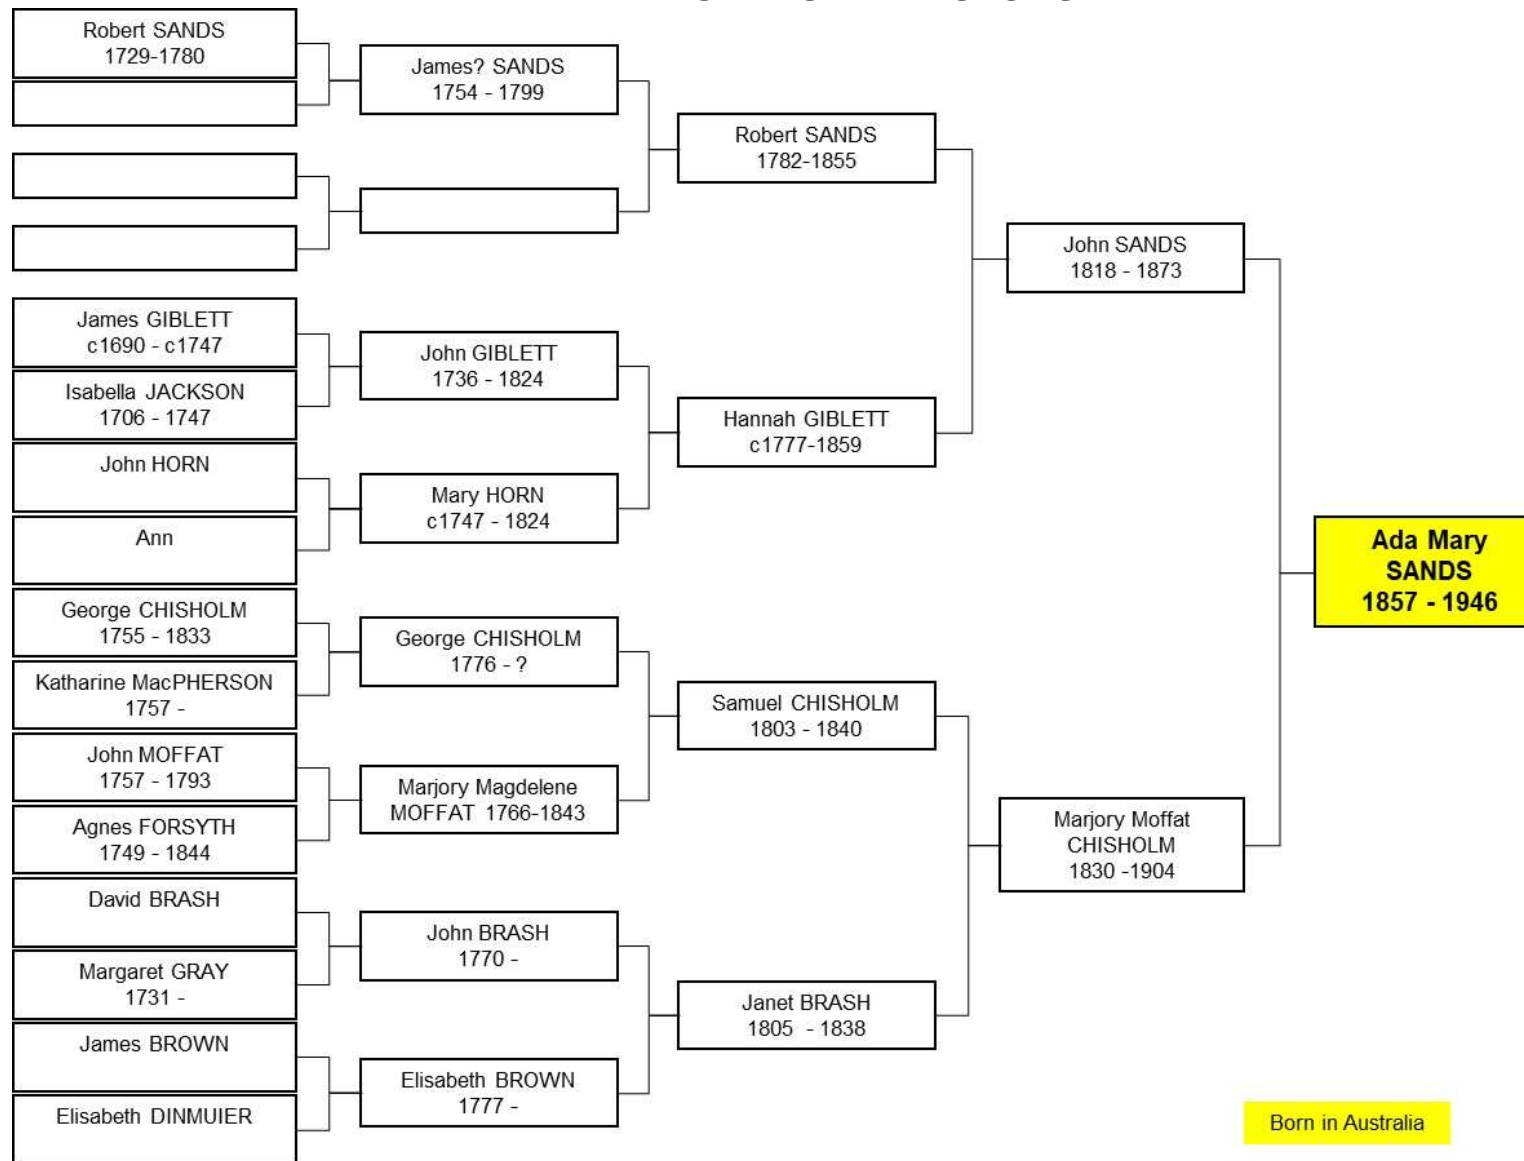 Robert SANDS
1729-1780
James GIBLETT
c1690 - c1747
Isabella JACKSON
1706 - 1747
John HORN
Ann
George CHISHOLM
1755 - 1833
Katharine MacPHERSON
1757 -
John MOFFAT
1757 - 1793
Agnes FORSYTH
1749 - 1844
David BRASH
Margaret GRAY
1731 -
James BROWN
Elisabeth DINMUIER
James? SANDS
1754 - 1799
John GIBLETT
1736 - 1824
Mary HORN
c1747 - 1824
George CHISHOLM
1776 - ?
Marjory Magdelene
MOFFAT 1766-1843
John BRASH
1770 -
Elisabeth BROWN
1777 -
Robert SANDS
1782-1855
Hannah GIBLETT
c1777-1859
Samuel CHISHOLM
1803 - 1840
Janet BRASH
1805 - 1838
John SANDS
1818 - 1873
Marjory Moffat
CHISHOLM
1830 -1904
Ada Mary
SANDS
1857 - 1946
Born in Australia